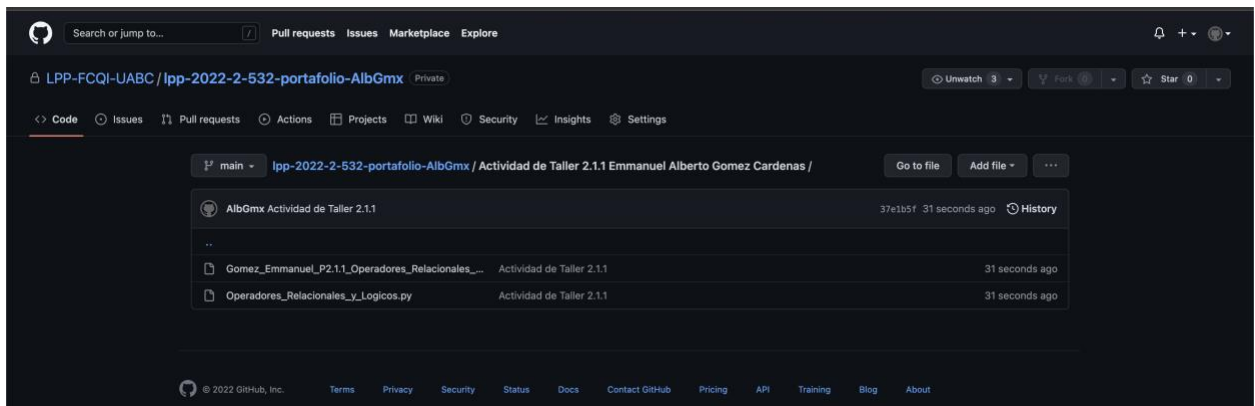 Search or jump to... / Pull requests Issues Marketplace Explore
LPP-FCQI-UABC / lpp-2022-2-532-portafolio-AlbGmx Private Unwatch 3 Fork 0 Star 0
<> Code Issues Pull requests Actions Projects Wiki Security Insights Settings
main lpp-2022-2-532-portafolio-AlbGmx / Actividad de Taller 2.1.1 Emmanuel Alberto Gomez Cardenas / Go to file Add file ...
AlbGmx Actividad de Taller 2.1.1 37e1b5f 31 seconds ago History
..
Gomez_Emmanuel_P2.1.1_Operadores_Relacionales_... Actividad de Taller 2.1.1 31 seconds ago
Operadores_Relacionales_y_Logicos.py Actividad de Taller 2.1.1 31 seconds ago
© 2022 GitHub, Inc. Terms Privacy Security Status Docs Contact GitHub Pricing API Training Blog About